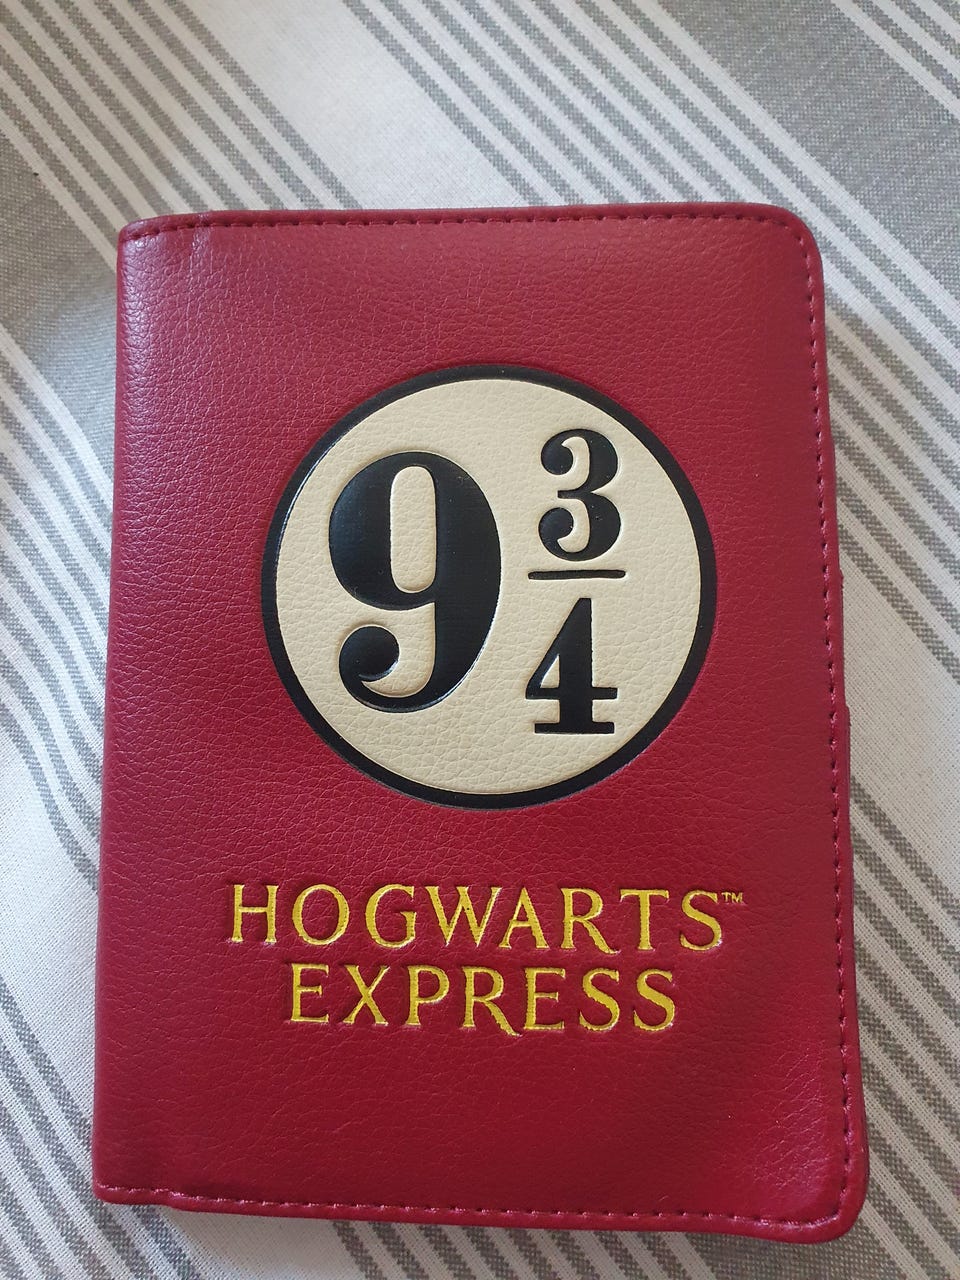 9 3/4
HOGWARTS™
EXPRESS